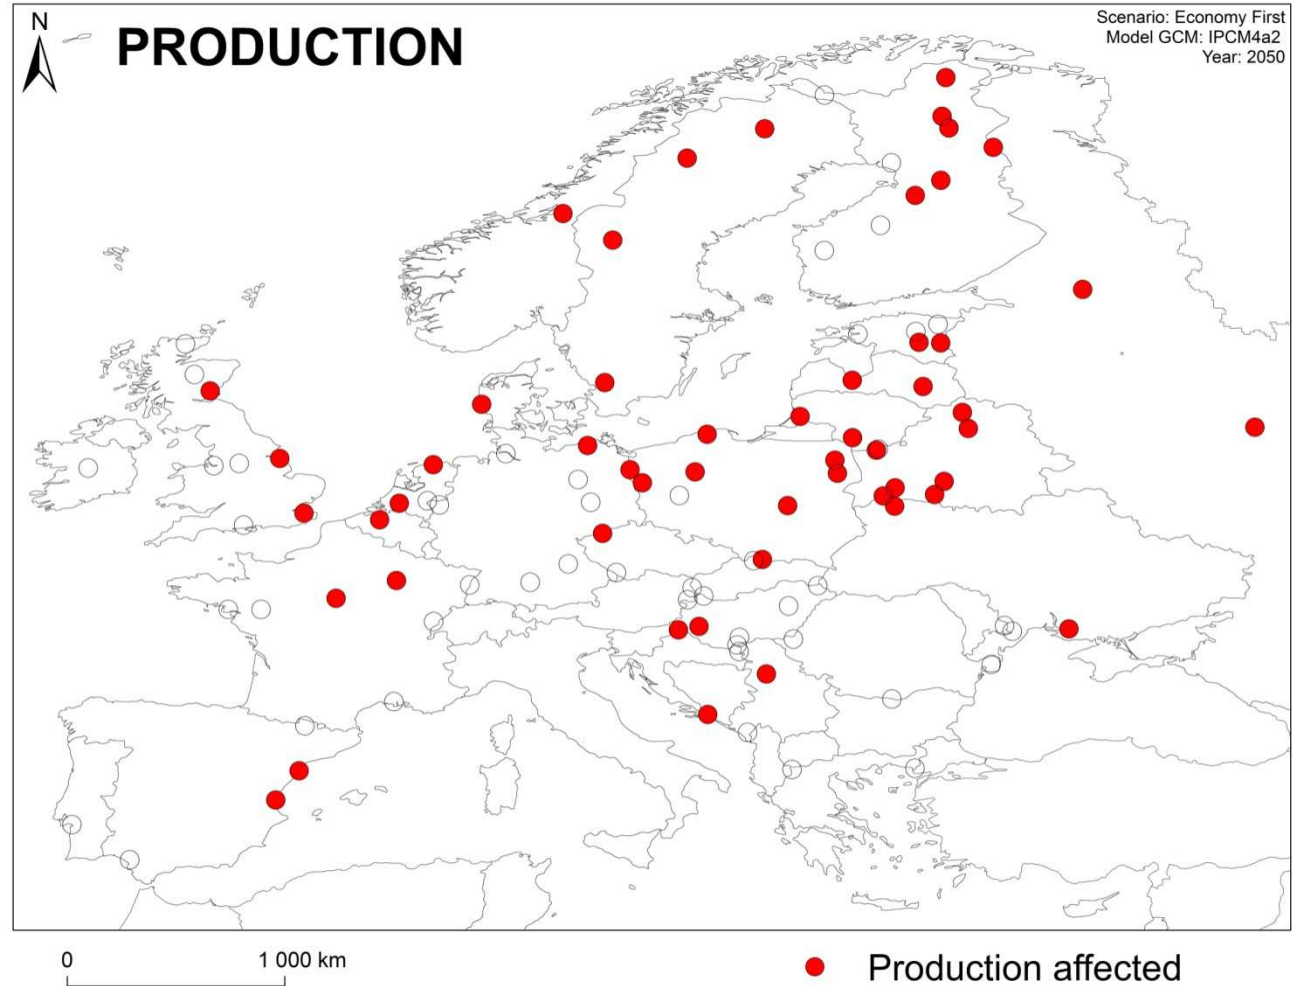 N
PRODUCTION
Scenario: Economy First
Model GCM: IPCM4a2
Year: 2050
0 1 000 km
Production affected